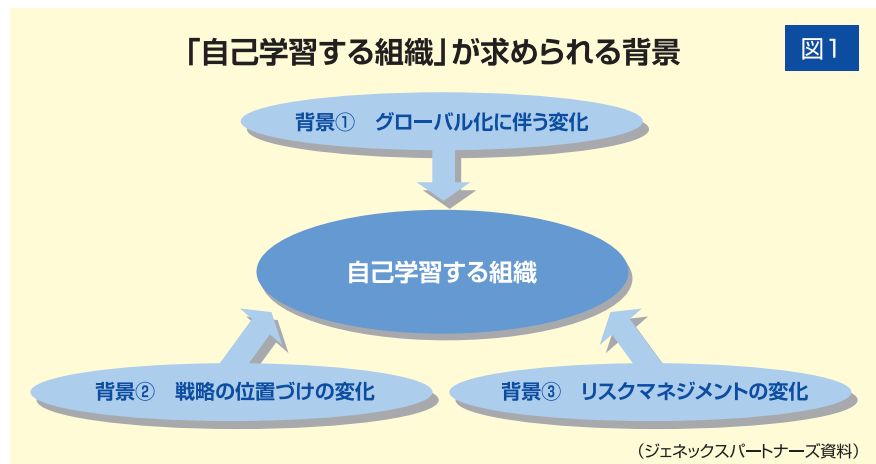 「自己学習する組織」が求められる背景
図1
背景① グローバル化に伴う変化
自己学習する組織
背景② 戦略の位置づけの変化
背景③ リスクマネジメントの変化
(ジェネックスパートナーズ資料)